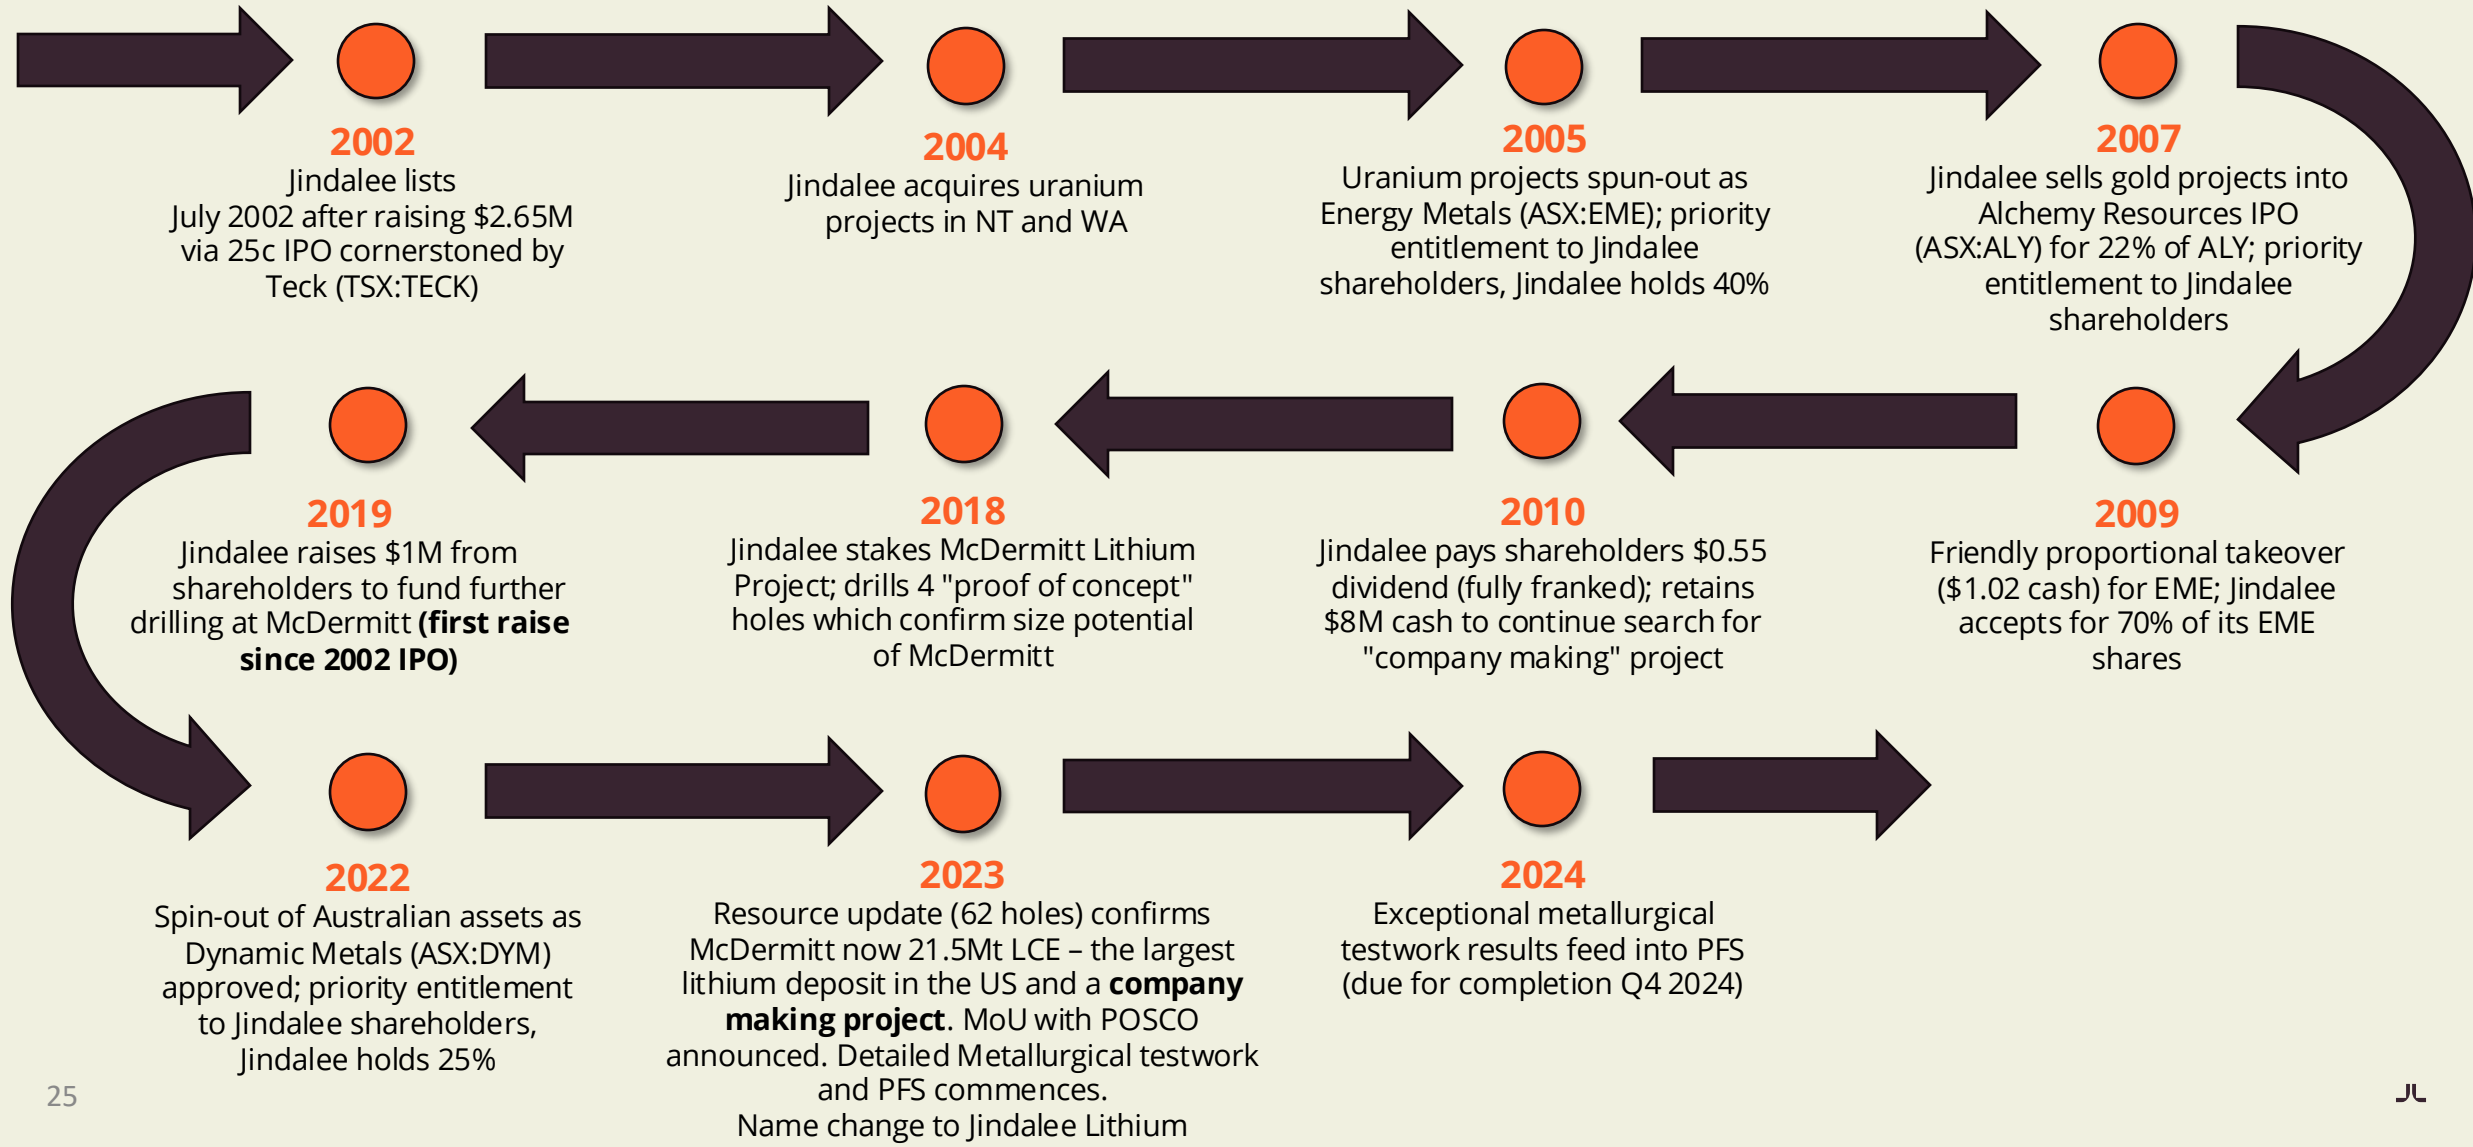 2002
Jindalee lists
July 2002 after raising $2.65M
via 25c IPO cornerstoned by
Teck (TSX:TECK)
2004
Jindalee acquires uranium
projects in NT and WA
2005
Uranium projects spun-out as
Energy Metals (ASX:EME); priority
entitlement to Jindalee
shareholders, Jindalee holds 40%
2007
Jindalee sells gold projects into
Alchemy Resources IPO
(ASX:ALY) for 22% of ALY; priority
entitlement to Jindalee
shareholders
2009
Friendly proportional takeover
($1.02 cash) for EME; Jindalee
accepts for 70% of its EME
shares
2010
Jindalee pays shareholders $0.55
dividend (fully franked); retains
$8M cash to continue search for
"company making" project
2018
Jindalee stakes McDermitt Lithium
Project; drills 4 "proof of concept"
holes which confirm size potential
of McDermitt
2019
Jindalee raises $1M from
shareholders to fund further
drilling at McDermitt (first raise
since 2002 IPO)
2022
Spin-out of Australian assets as
Dynamic Metals (ASX:DYM)
approved; priority entitlement
to Jindalee shareholders,
Jindalee holds 25%
2023
Resource update (62 holes) confirms
McDermitt now 21.5Mt LCE – the largest
lithium deposit in the US and a company
making project. MoU with POSCO
announced. Detailed Metallurgical testwork
and PFS commences.
Name change to Jindalee Lithium
2024
Exceptional metallurgical
testwork results feed into PFS
(due for completion Q4 2024)
25